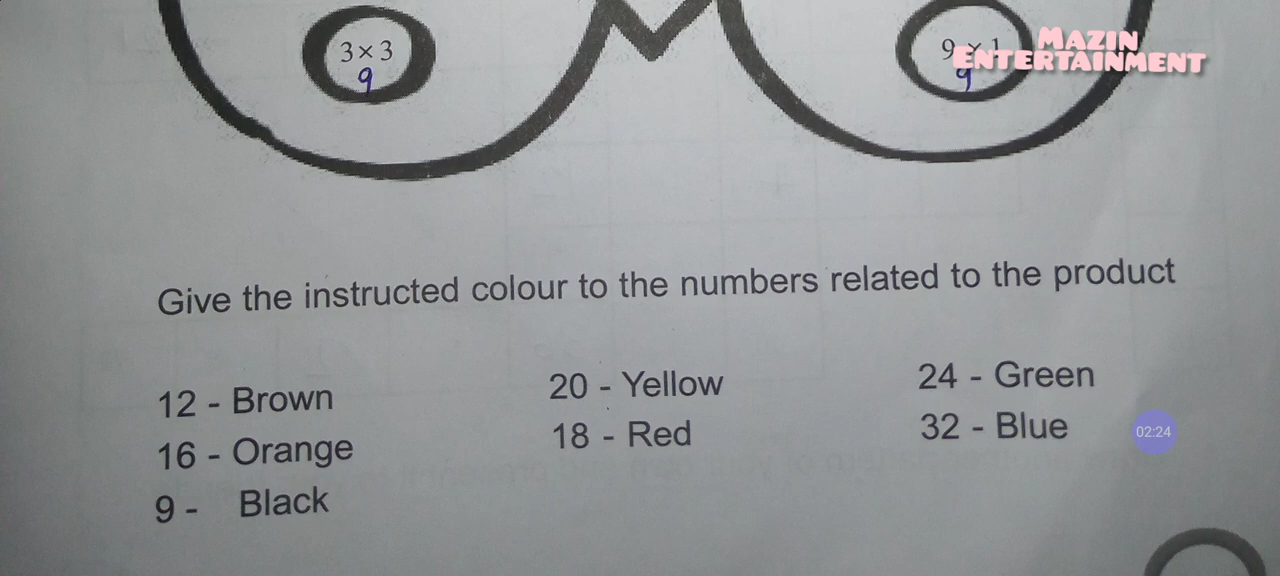 3 × 3
9
9 × 1
9
MAZIN
ENTERTAINMENT
Give the instructed colour to the numbers related to the product
12 - Brown
20 - Yellow
24 - Green
16 - Orange
18 - Red
32 - Blue
9 - Black
02:24